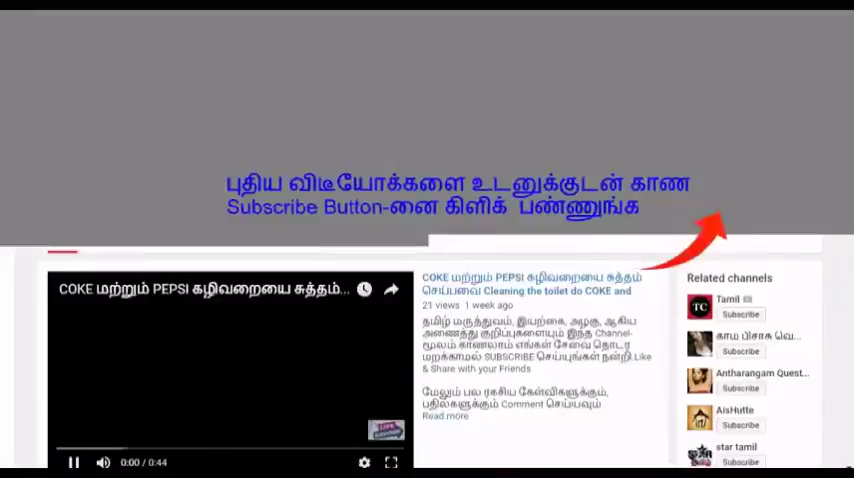 புதிய விடீயோக்களை உடனுக்குடன் காண
Subscribe Button-னை கிளிக் பண்ணுங்க
COKE மற்றும் PEPSI கழிவறையை சுத்தம்...
0:00 / 0:44
COKE மற்றும் PEPSI கழிவறையை சுத்தம்
செய்பவை Cleaning the toilet do COKE and
21 views 1 week ago
தமிழ் மருத்துவம், இயற்கை, அழகு, ஆகிய
அணைத்து குறிப்புகளையும் இந்த Channel-
மூலம் காணலாம் எங்கள் சேவை தொடர
மறக்காமல் SUBSCRIBE செய்யுங்கள் நன்றி.Like
& Share with your Friends
மேலும் பல ரகசிய கேள்விகளுக்கும்,
பதில்களுக்கும் Comment செய்யவும்
Read more
Related channels
TC
Tamil
Subscribe
காம பிசாசு வெ...
Subscribe
Antharangam Quest...
Subscribe
AisHutte
Subscribe
star tamil
STAR
Subscribe